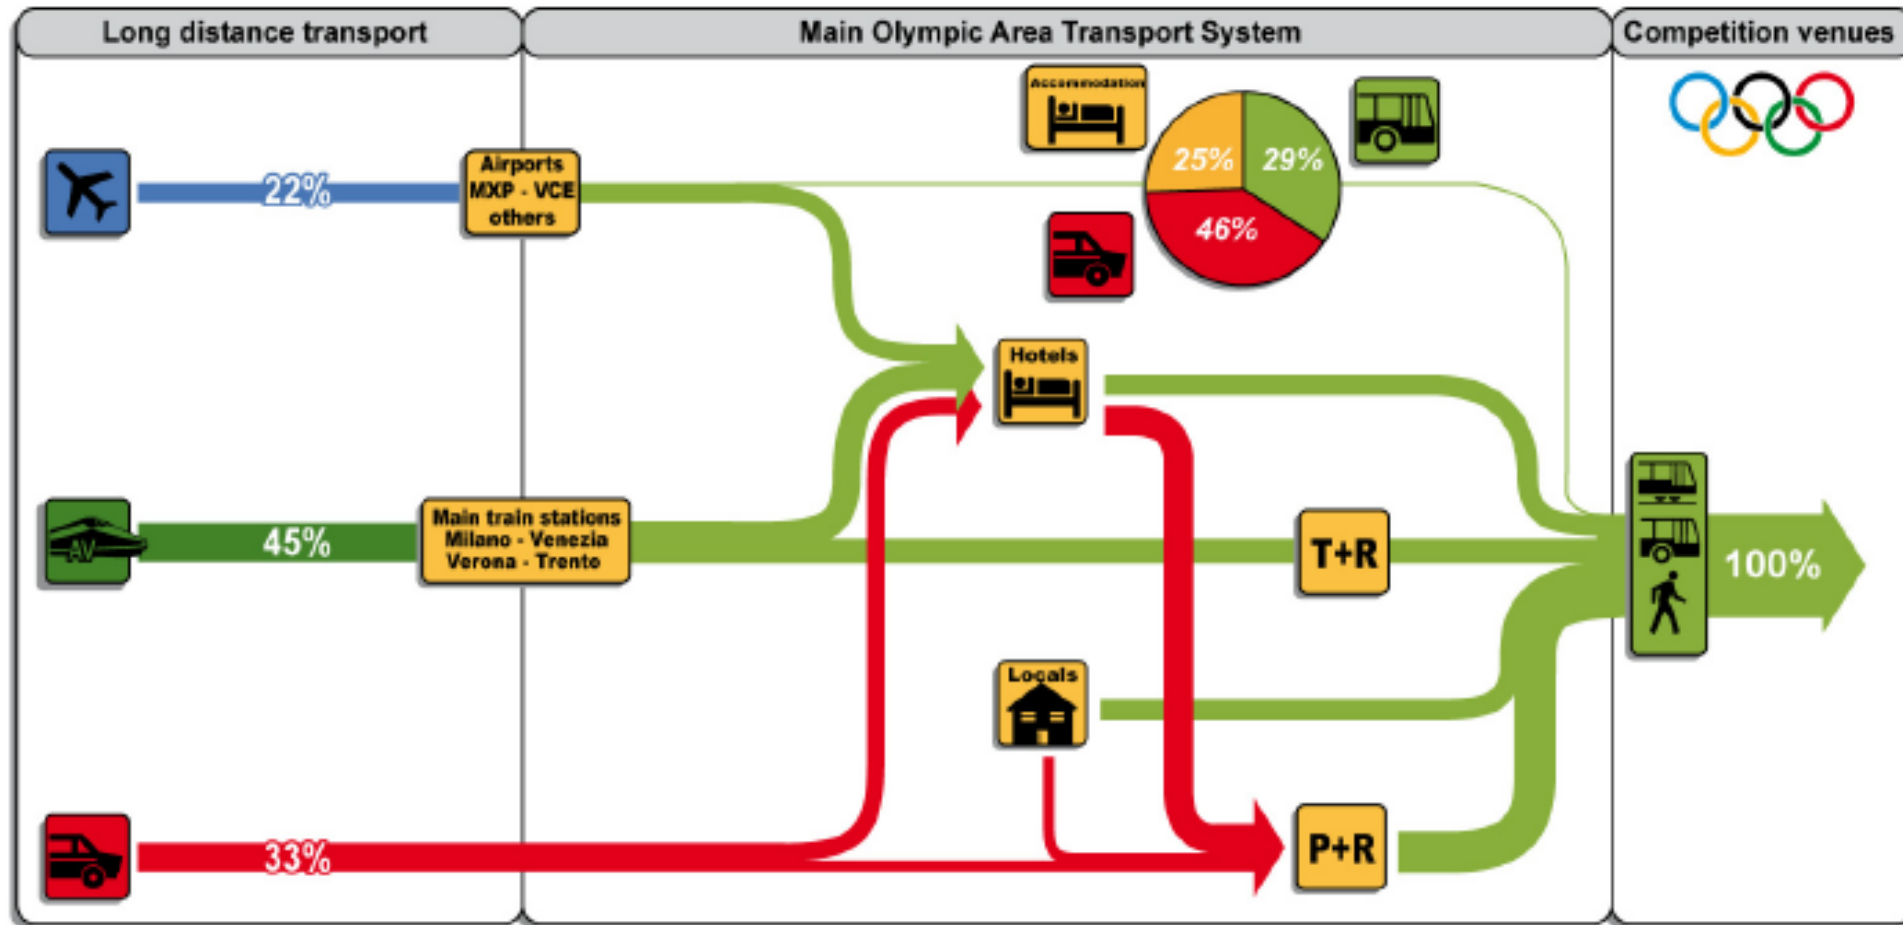 Long distance transport
Main Olympic Area Transport System
Competition venues
Accommodation
25%
29%
46%
22%
Airports
MXP - VCE
others
Hotels
AV
45%
Main train stations
Milano - Venezia
Verona - Trento
T+R
100%
Locals
33%
P+R